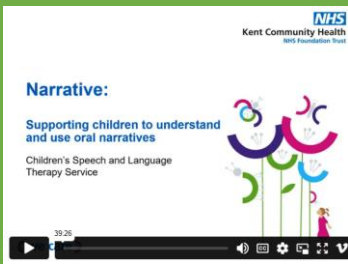 NHS
Kent Community Health
NHS Foundation Trust
Narrative:
Supporting children to understand
and use oral narratives
Children's Speech and Language
Therapy Service
39:26